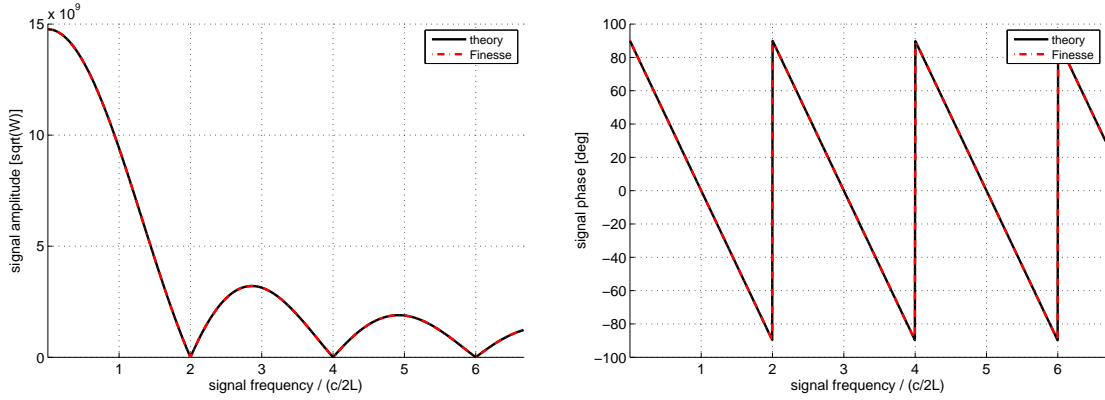 x 10⁹
15
10
5
0
1 2 3 4 5 6
signal frequency / (c/2L)
signal amplitude [sqrt(W)]
theory
Finesse
100
80
60
40
20
0
−20
−40
−60
−80
−100
1 2 3 4 5 6
signal frequency / (c/2L)
signal phase [deg]
theory
Finesse